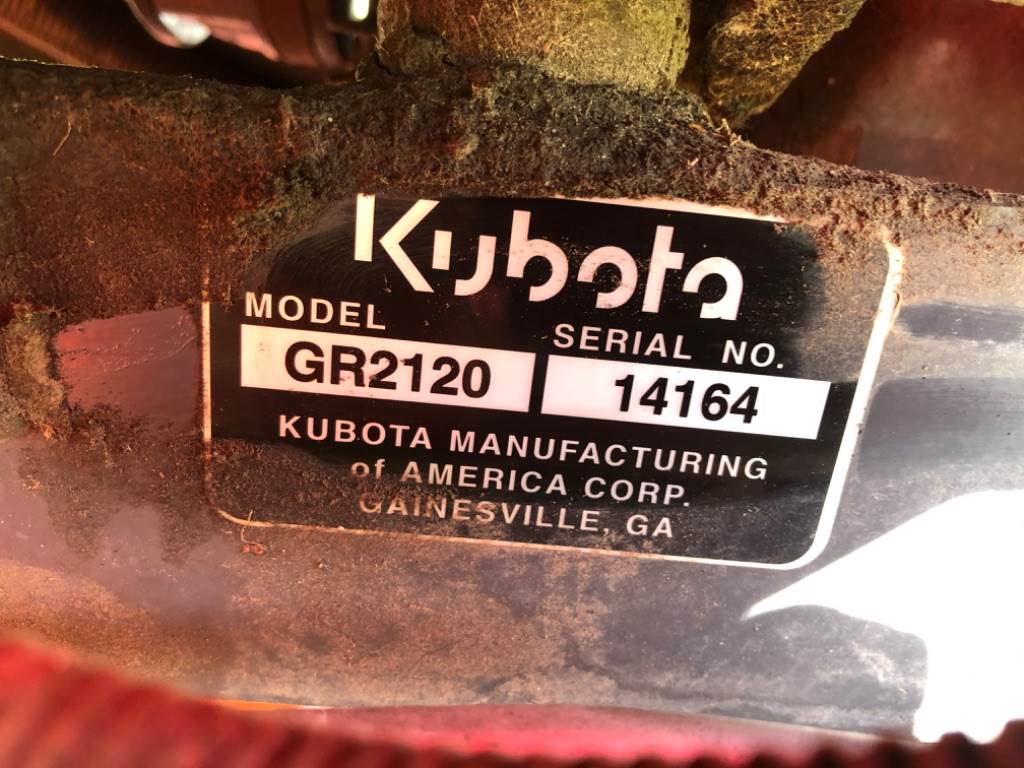 Kubota
MODEL
SERIAL NO.
GR2120
14164
KUBOTA MANUFACTURING
of AMERICA CORP.
GAINESVILLE, GA